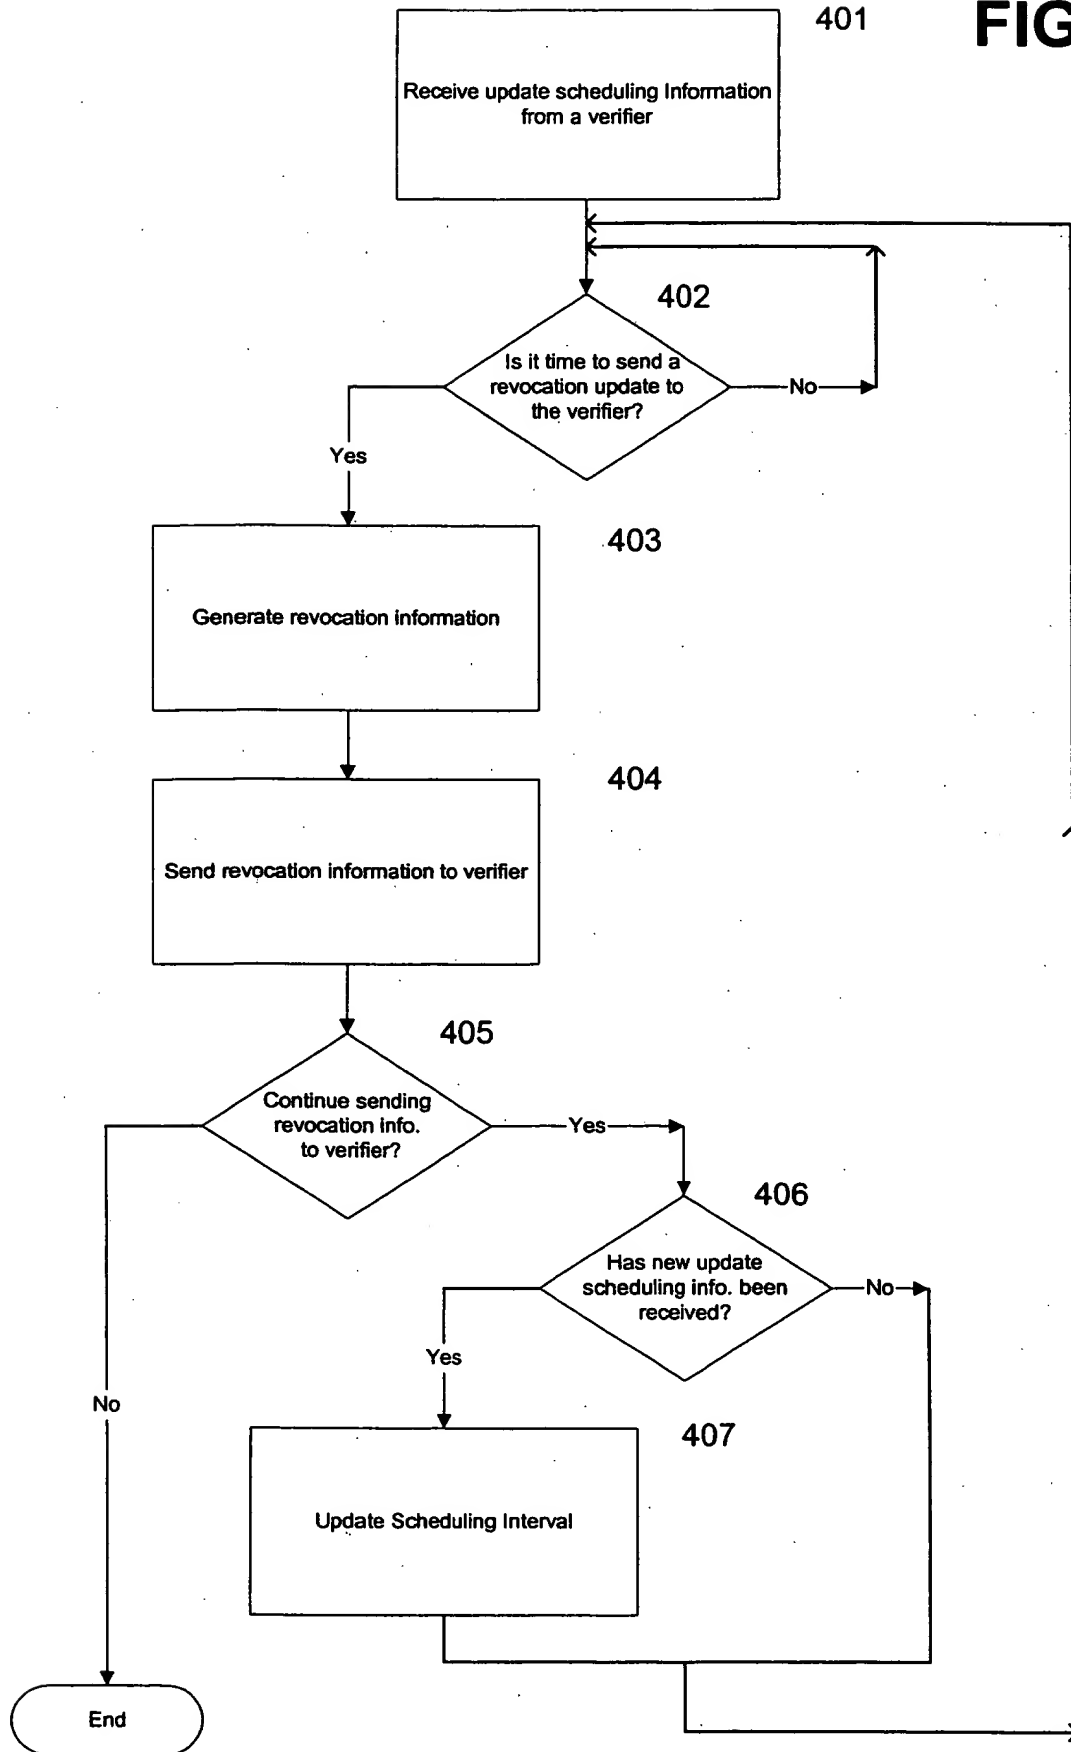 FIG
401
Receive update scheduling Information
from a verifier
402
Is it time to send a
revocation update to
the verifier?
No
Yes
403
Generate revocation information
404
Send revocation information to verifier
405
Continue sending
revocation info.
to verifier?
Yes
406
Has new update
scheduling info. been
received?
No
Yes
No
407
Update Scheduling Interval
End